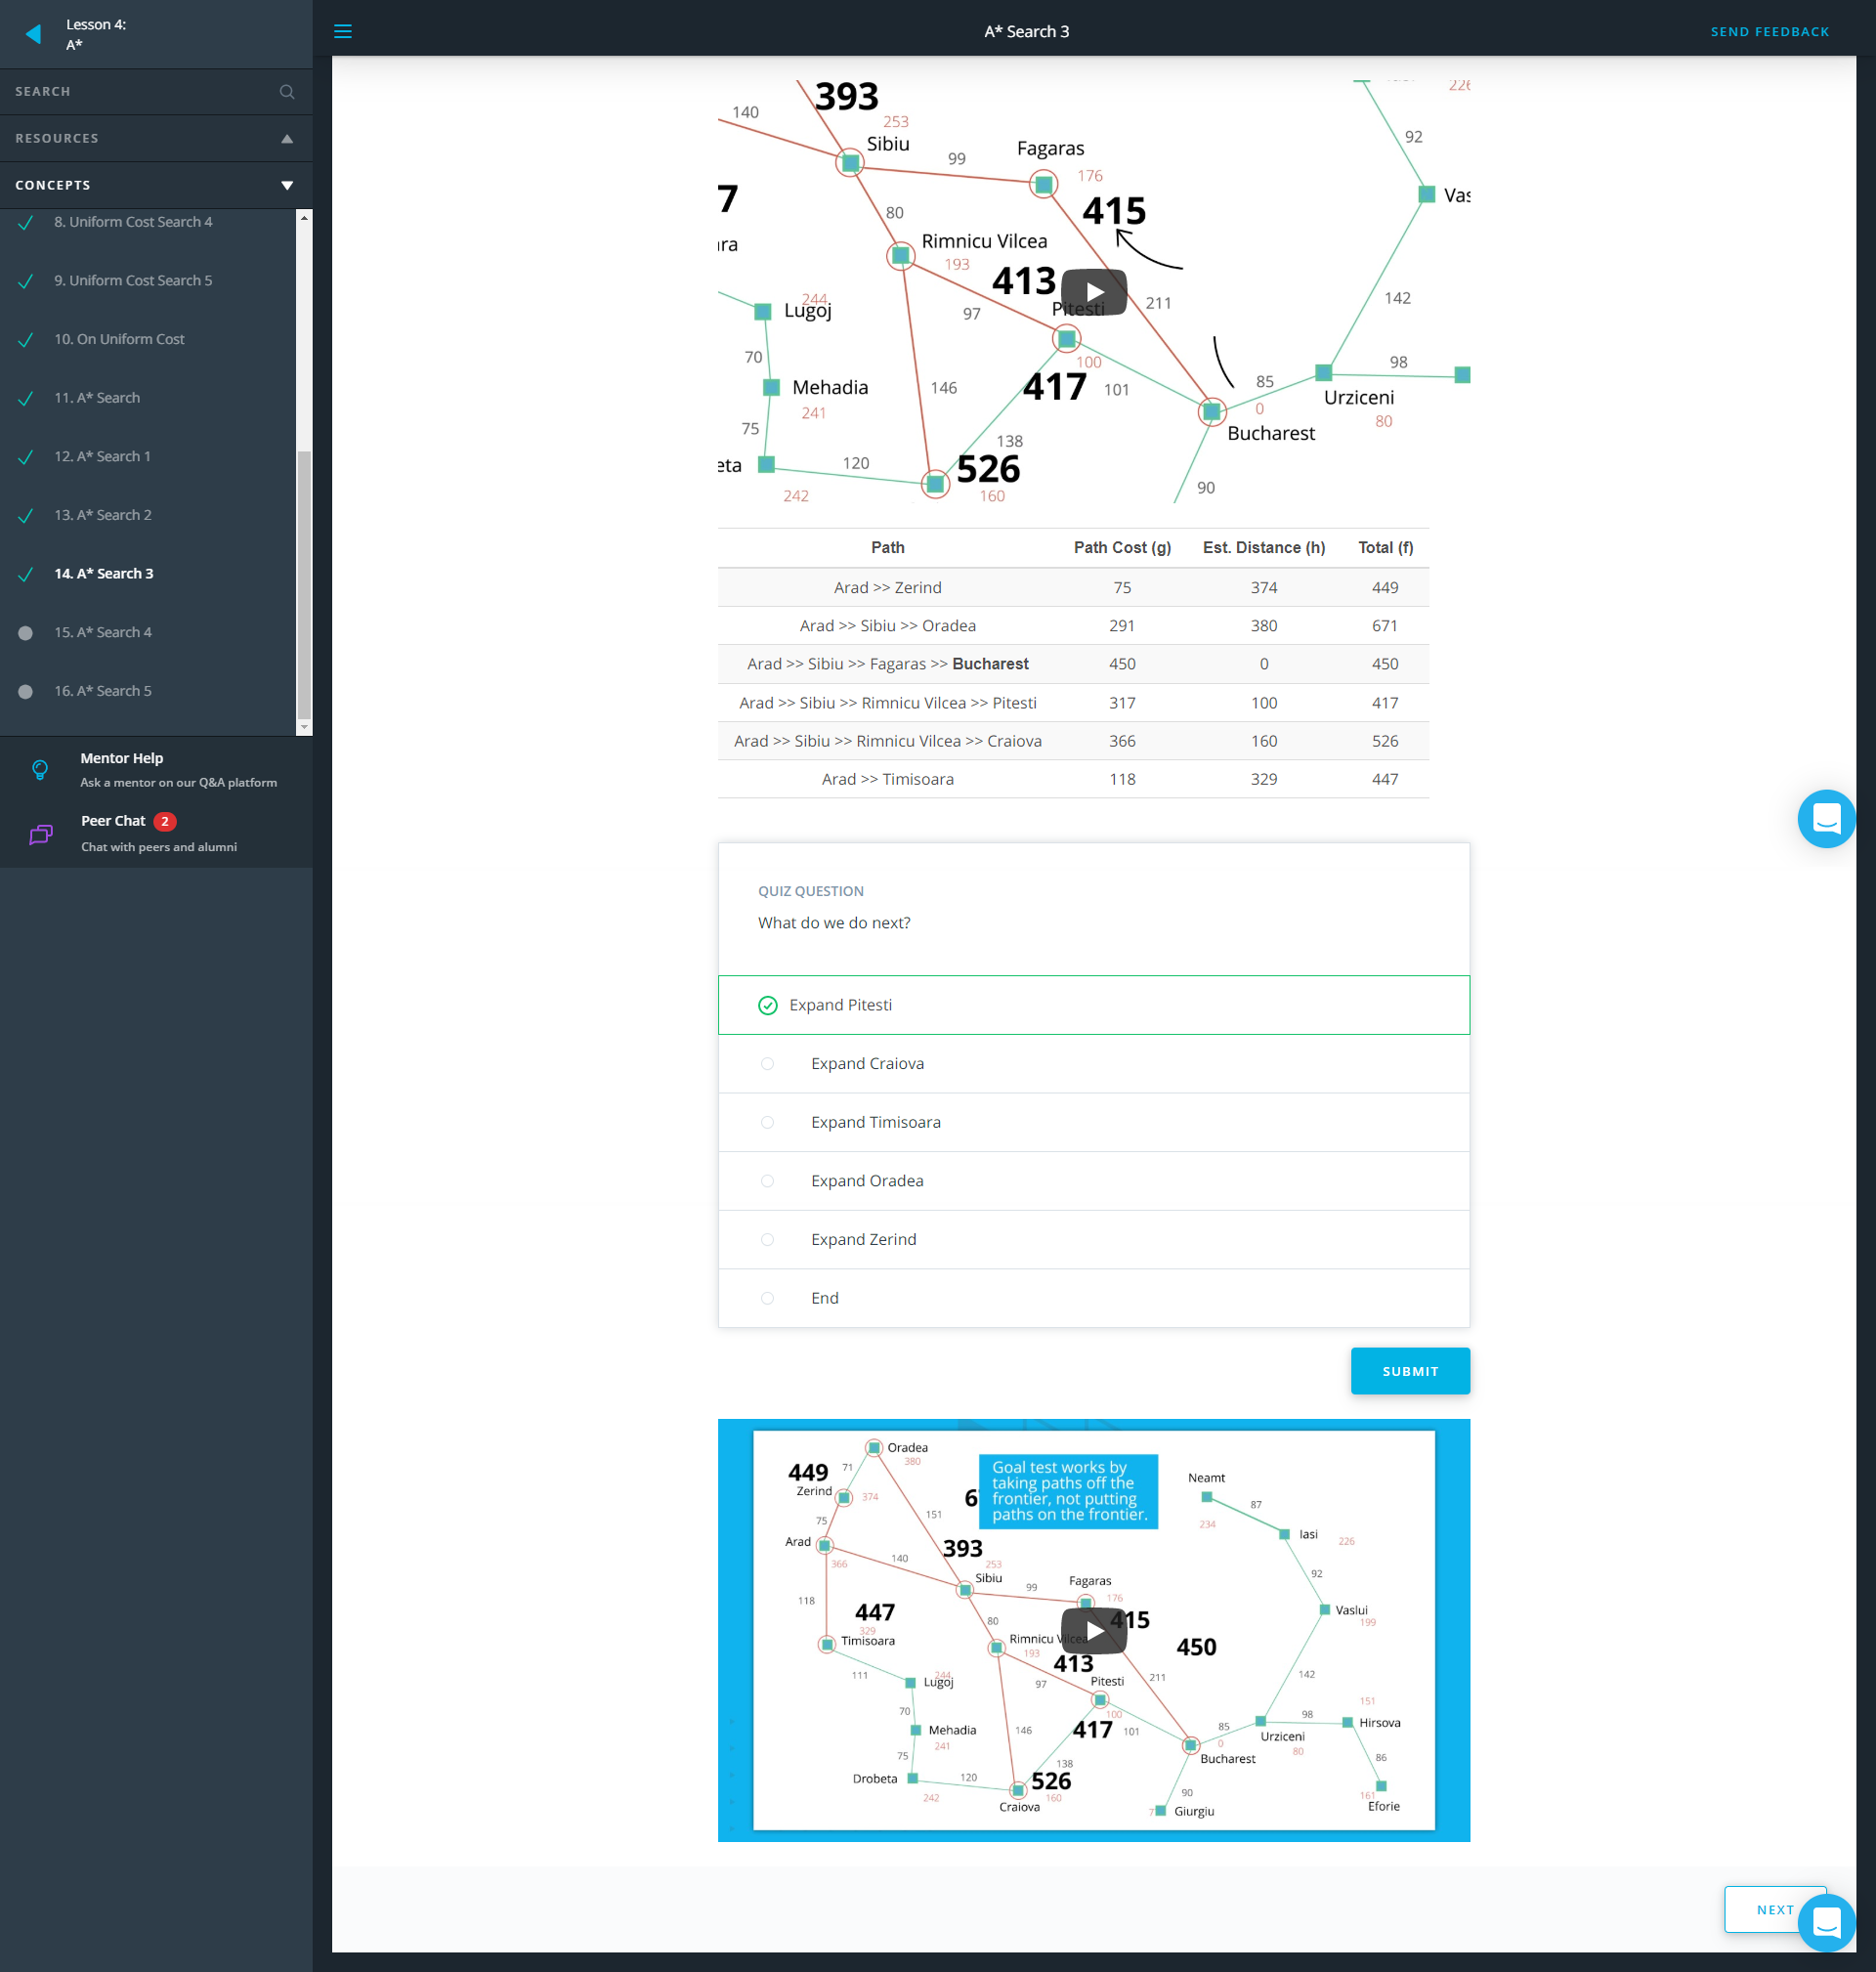 Lesson 4:
A*
SEARCH
RESOURCES
CONCEPTS
8. Uniform Cost Search 4
9. Uniform Cost Search 5
10. On Uniform Cost
11. A* Search
12. A* Search 1
13. A* Search 2
14. A* Search 3
15. A* Search 4
16. A* Search 5
Mentor Help
Ask a mentor on our Q&A platform
Peer Chat 2
Chat with peers and alumni
A* Search 3
SEND FEEDBACK
393
226
140
253
Sibiu
92
99
Fagaras
176
7
415
Vas
80
ara
Rimnicu Vilcea
193
413
244
Lugoj
97
Pitesti
211
142
70
100
98
Mehadia
146
417
101
85
Urziceni
241
0
80
75
Bucharest
138
eta
120
526
242
160
90
Path Path Cost (g) Est. Distance (h) Total (f)
Arad >> Zerind 75 374 449
Arad >> Sibiu >> Oradea 291 380 671
Arad >> Sibiu >> Fagaras >> Bucharest 450 0 450
Arad >> Sibiu >> Rimnicu Vilcea >> Pitesti 317 100 417
Arad >> Sibiu >> Rimnicu Vilcea >> Craiova 366 160 526
Arad >> Timisoara 118 329 447
QUIZ QUESTION
What do we do next?
Expand Pitesti
Expand Craiova
Expand Timisoara
Expand Oradea
Expand Zerind
End
SUBMIT
Oradea
380
449
71
Zerind
374
6
Goal test works by
taking paths off the
frontier, not putting
paths on the frontier.
Neamt
87
234
75
151
Iasi
226
Arad
366
140
393
253
Sibiu
92
99
Fagaras
176
118
447
329
Timisoara
80
415
Vaslui
199
Rimnicu Vilcea
193
413
450
111
244
Lugoj
97
Pitesti
211
142
100
151
70
Mehadia
241
146
417
101
85
0
98
Hirsova
Urziceni
80
75
138
Bucharest
86
Drobeta
120
526
242
160
Craiova
90
7
Giurgiu
161
Eforie
NEXT